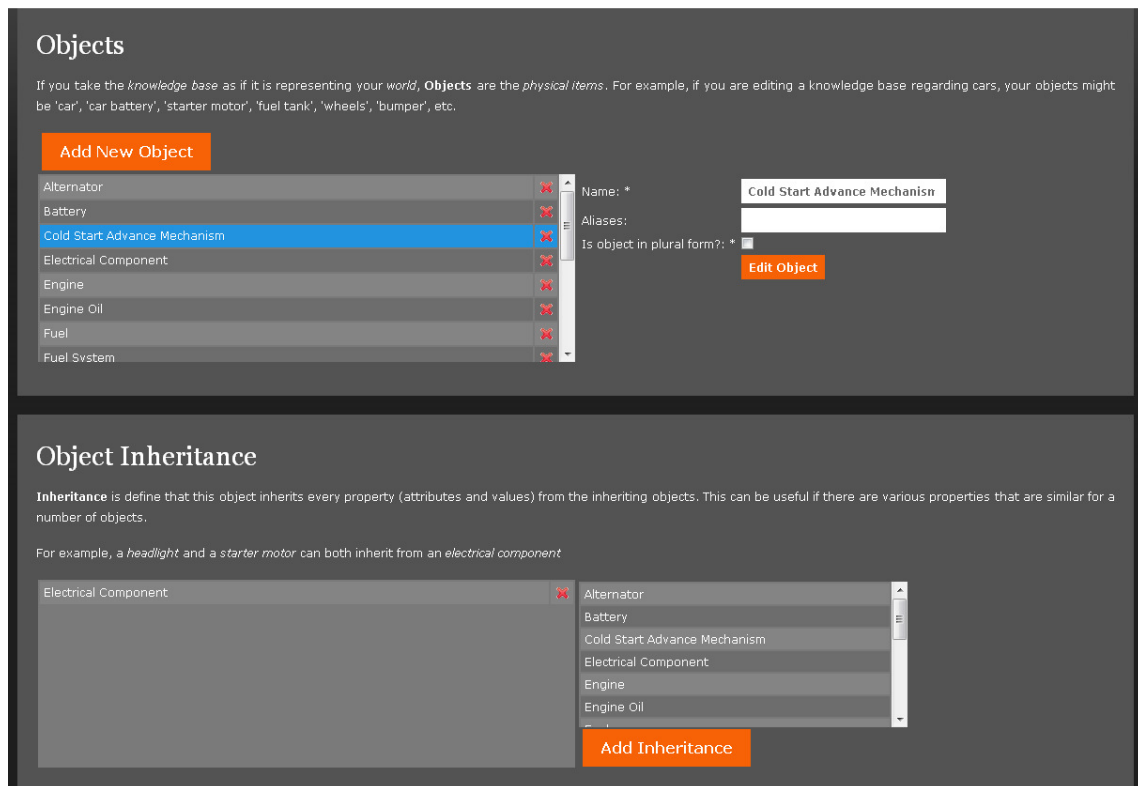 Objects
If you take the knowledge base as if it is representing your world, Objects are the physical items. For example, if you are editing a knowledge base regarding cars, your objects might
be 'car', 'car battery', 'starter motor', 'fuel tank', 'wheels', 'bumper', etc.
Add New Object
Alternator
Battery
Cold Start Advance Mechanism
Electrical Component
Engine
Engine Oil
Fuel
Fuel System
Name: * Cold Start Advance Mechanism
Aliases:
Is object in plural form?: *
Edit Object
Object Inheritance
Inheritance is define that this object inherits every property (attributes and values) from the inheriting objects. This can be useful if there are various properties that are similar for a
number of objects.
For example, a headlight and a starter motor can both inherit from an electrical component
Electrical Component
Alternator
Battery
Cold Start Advance Mechanism
Electrical Component
Engine
Engine Oil
Add Inheritance